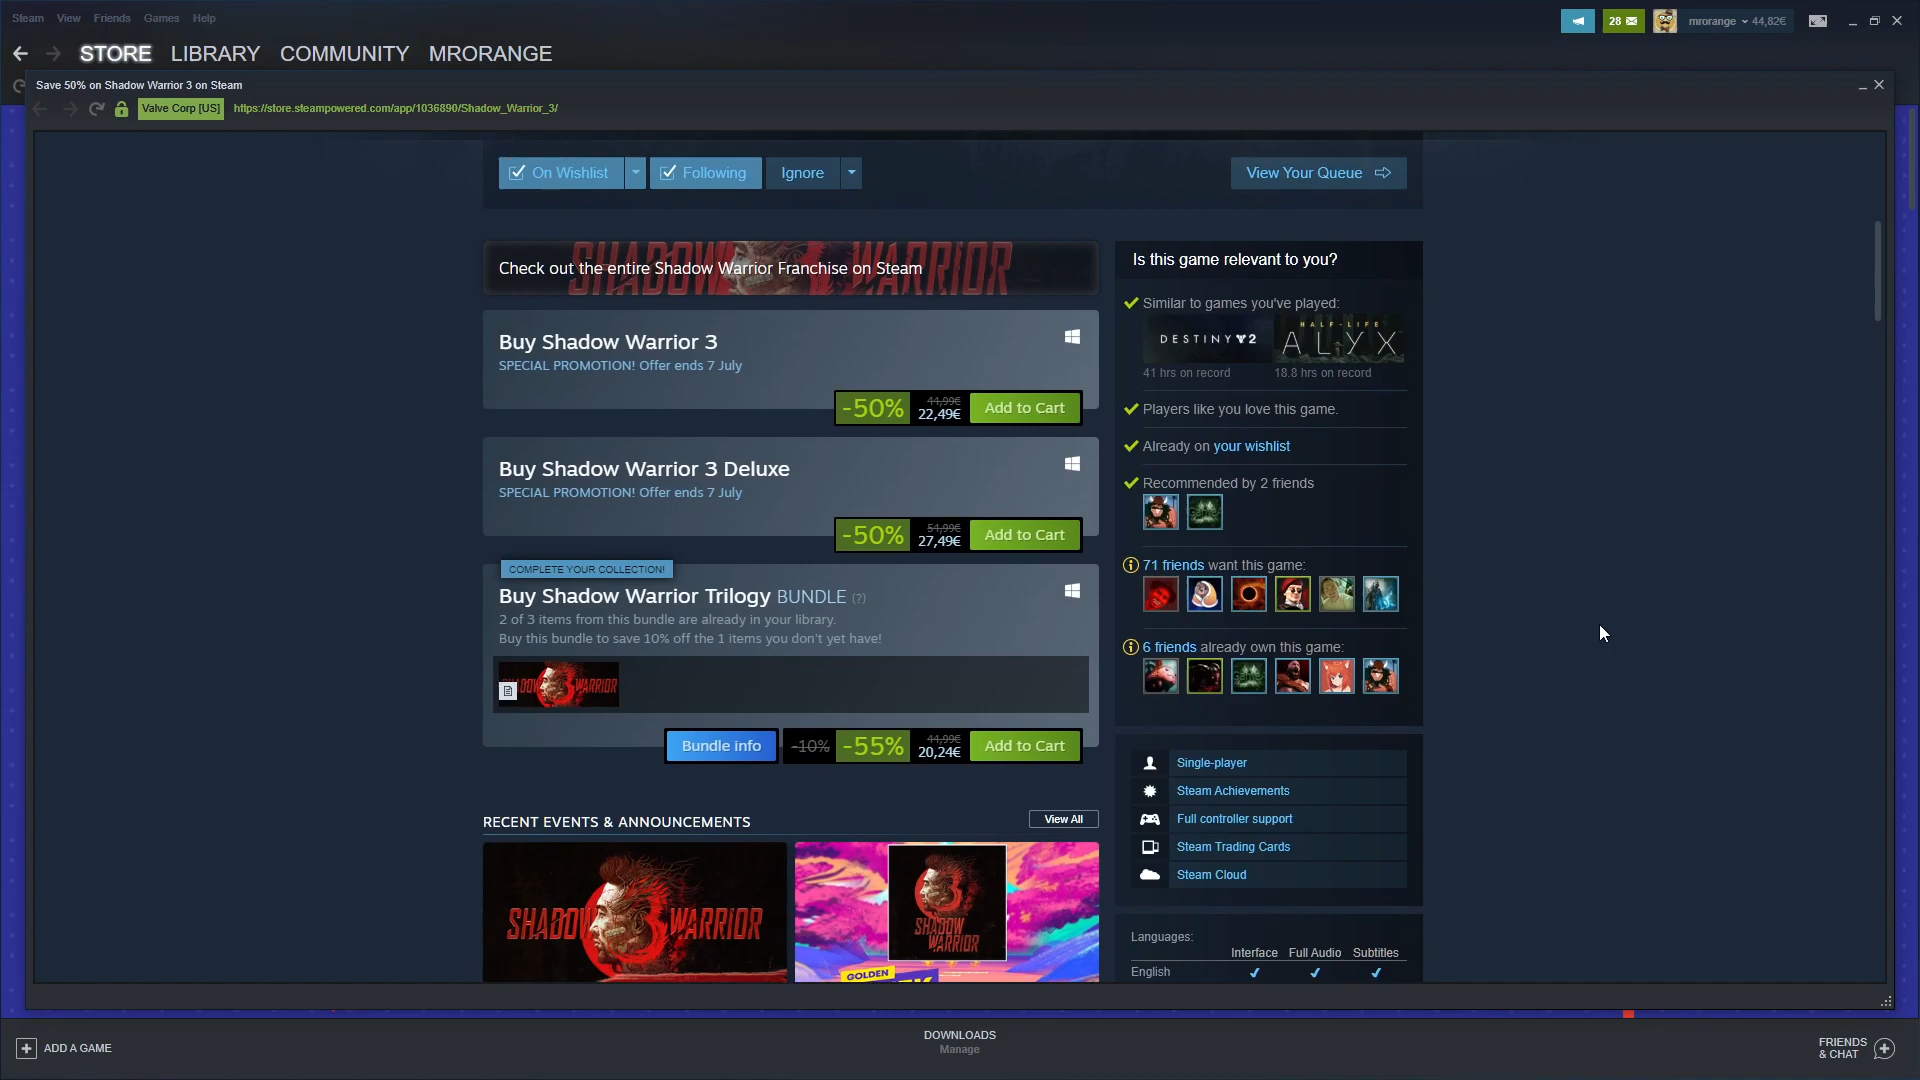 Steam View Friends Games Help
28
mrorange 44,82€
STORE LIBRARY COMMUNITY MRORANGE
Save 50% on Shadow Warrior 3 on Steam
Valve Corp [US] https://store.steampowered.com/app/1036890/Shadow_Warrior_3/
On Wishlist
Following
Ignore
View Your Queue
SHADOW WARRIOR
Check out the entire Shadow Warrior Franchise on Steam
Buy Shadow Warrior 3
SPECIAL PROMOTION! Offer ends 7 July
-50% 44,99€ 22,49€ Add to Cart
Buy Shadow Warrior 3 Deluxe
SPECIAL PROMOTION! Offer ends 7 July
-50% 54,99€ 27,49€ Add to Cart
COMPLETE YOUR COLLECTION!
Buy Shadow Warrior Trilogy BUNDLE (?)
2 of 3 items from this bundle are already in your library.
Buy this bundle to save 10% off the 1 items you don't yet have!
SHADOW WARRIOR
Bundle info -10% -55% 44,99€ 20,24€ Add to Cart
RECENT EVENTS & ANNOUNCEMENTS
View All
SHADOW 3 WARRIOR
SHADOW
WARRIOR
GOLDEN
Is this game relevant to you?
Similar to games you've played:
DESTINY 2
HALF-LIFE
ALYX
41 hrs on record
18.8 hrs on record
Players like you love this game.
Already on your wishlist
Recommended by 2 friends
71 friends want this game:
6 friends already own this game:
Single-player
Steam Achievements
Full controller support
Steam Trading Cards
Steam Cloud
Languages:
Interface Full Audio Subtitles
English ✔ ✔ ✔
ADD A GAME
DOWNLOADS
Manage
FRIENDS
& CHAT